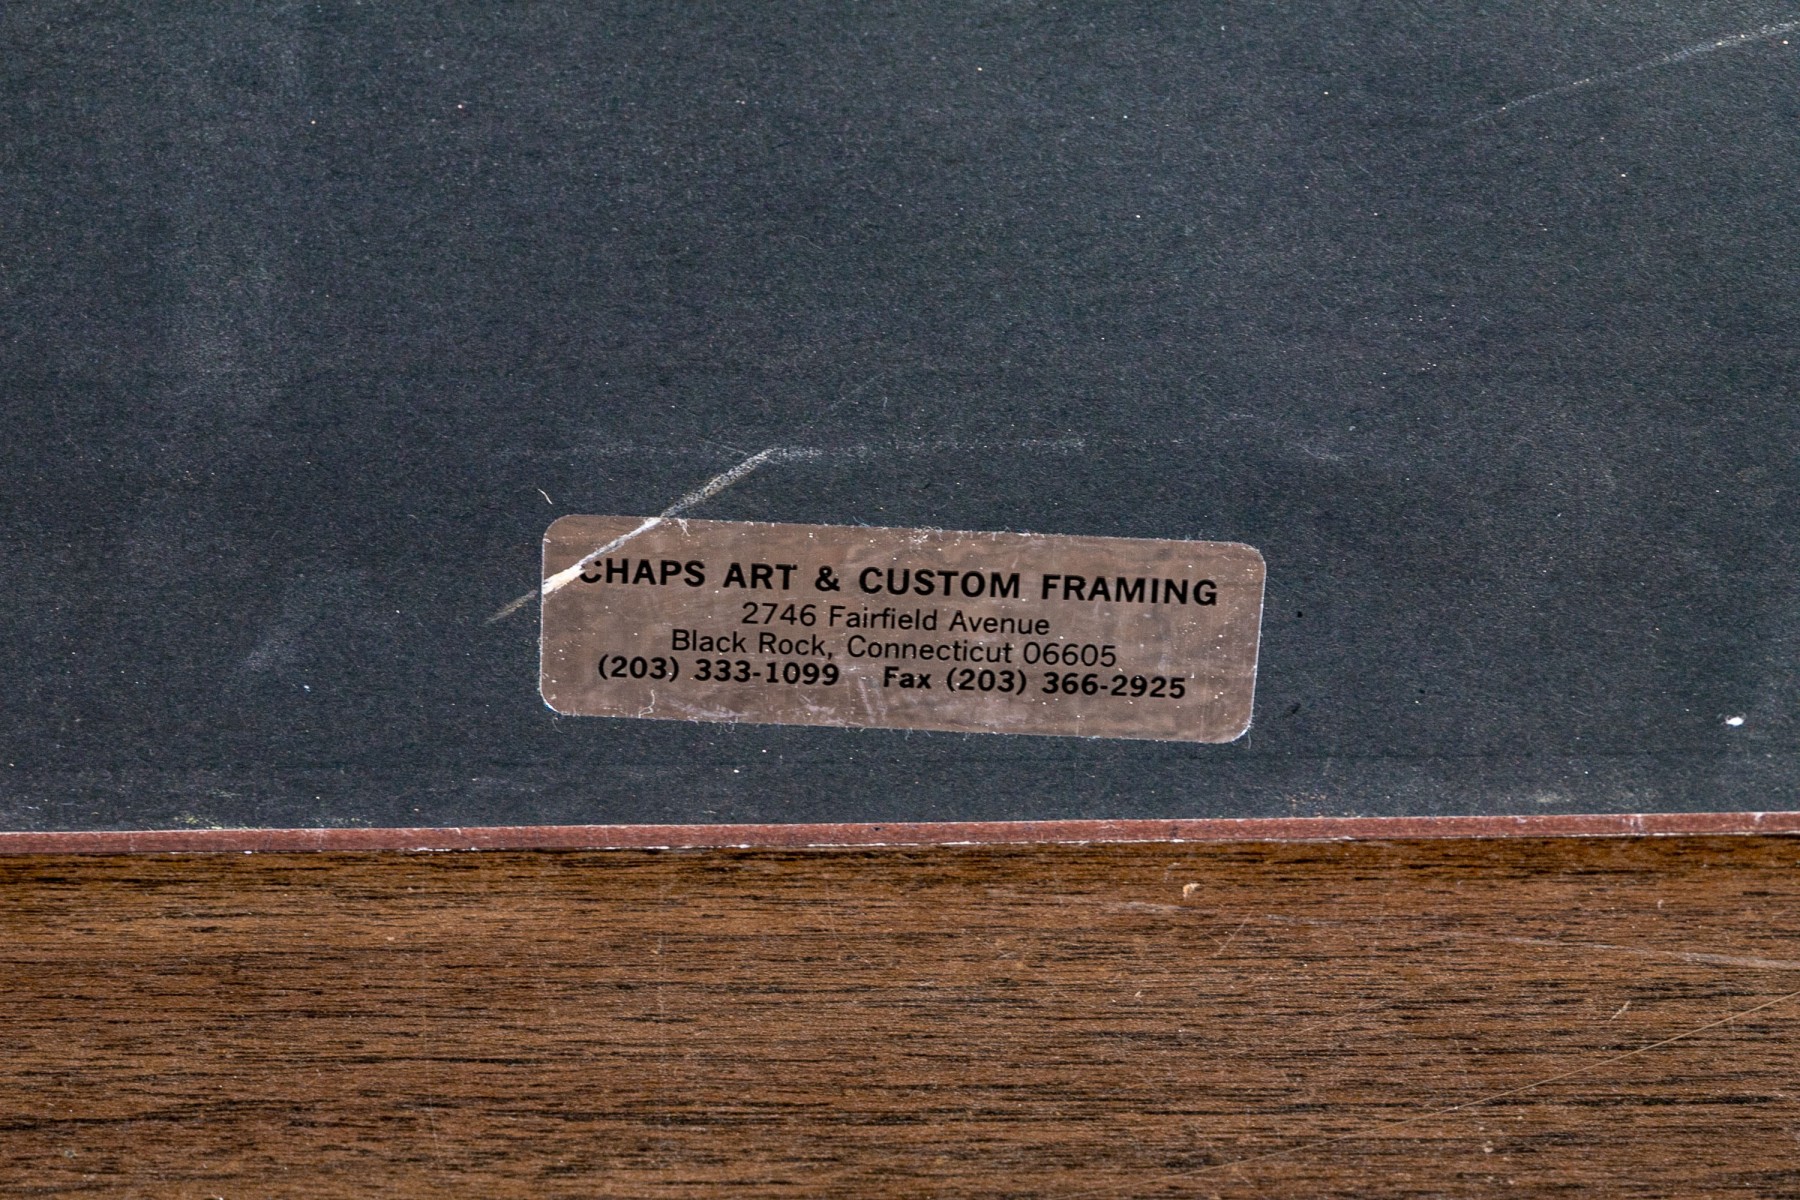 CHAPS ART & CUSTOM FRAMING
2746 Fairfield Avenue
Black Rock, Connecticut 06605
(203) 333-1099 Fax (203) 366-2925